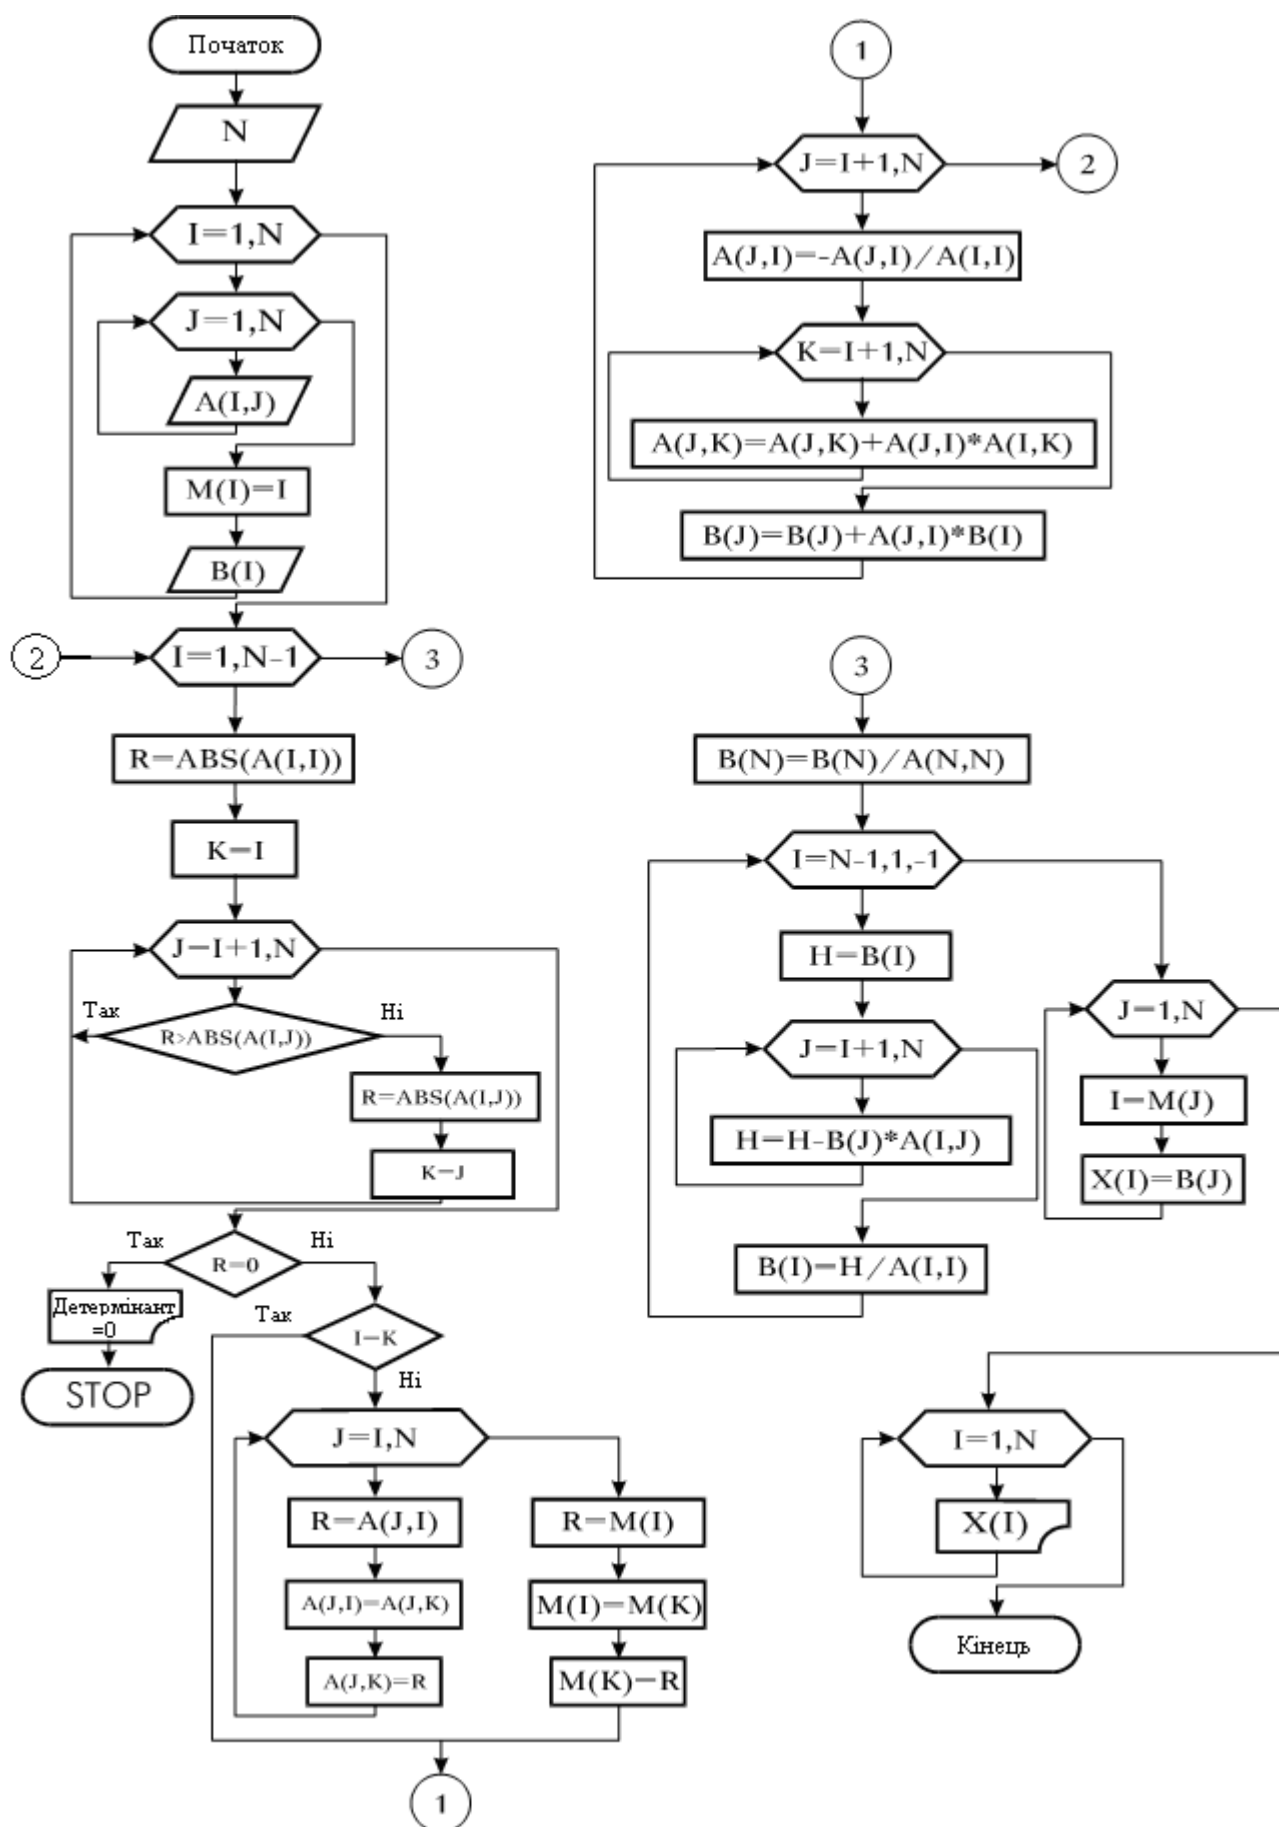 Початок
N
I=1,N
J=1,N
A(I,J)
M(I)=I
B(I)
2
I=1,N-1
3
R=ABS(A(I,I))
K=I
J=I+1,N
Так
Ні
R>ABS(A(I,J))
R=ABS(A(I,J))
K=J
Так
Ні
R=0
Детермінант
=0
STOP
Так
I=K
Ні
J=I,N
R=A(J,I)
A(J,I)=A(J,K)
A(J,K)=R
R=M(I)
M(I)=M(K)
M(K)=R
1
1
J=I+1,N
2
A(J,I)=-A(J,I)/A(I,I)
K=I+1,N
A(J,K)=A(J,K)+A(J,I)*A(I,K)
B(J)=B(J)+A(J,I)*B(I)
3
B(N)=B(N)/A(N,N)
I=N-1,1,-1
H=B(I)
J=I+1,N
H=H-B(J)*A(I,J)
B(I)=H/A(I,I)
J=1,N
I=M(J)
X(I)=B(J)
I=1,N
X(I)
Кінець